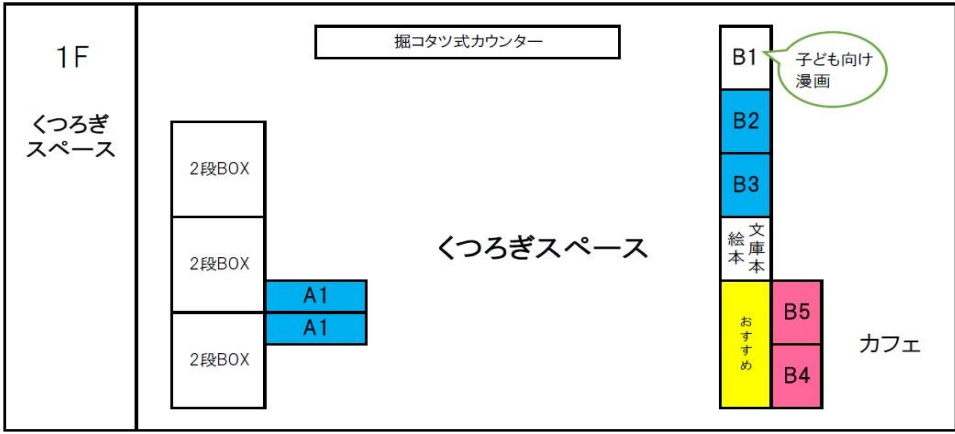 1F
くつろぎ
スペース
掘コタツ式カウンター
2段BOX
2段BOX
2段BOX
A1
A1
くつろぎスペース
B1
子ども向け
漫画
B2
B3
文庫本
絵本
おすすめ
B5
B4
カフェ